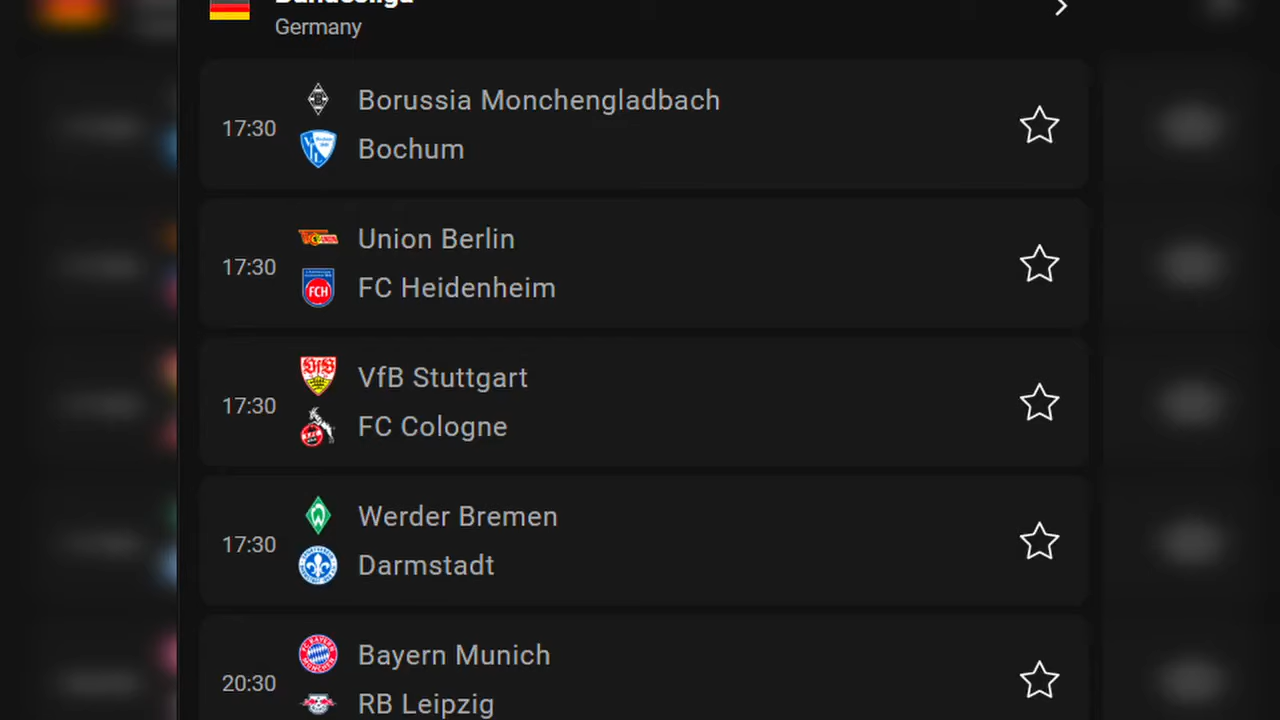 Bundesliga
Germany
17:30
Borussia Monchengladbach
Bochum
17:30
Union Berlin
FC Heidenheim
17:30
VfB Stuttgart
FC Cologne
17:30
Werder Bremen
Darmstadt
20:30
Bayern Munich
RB Leipzig